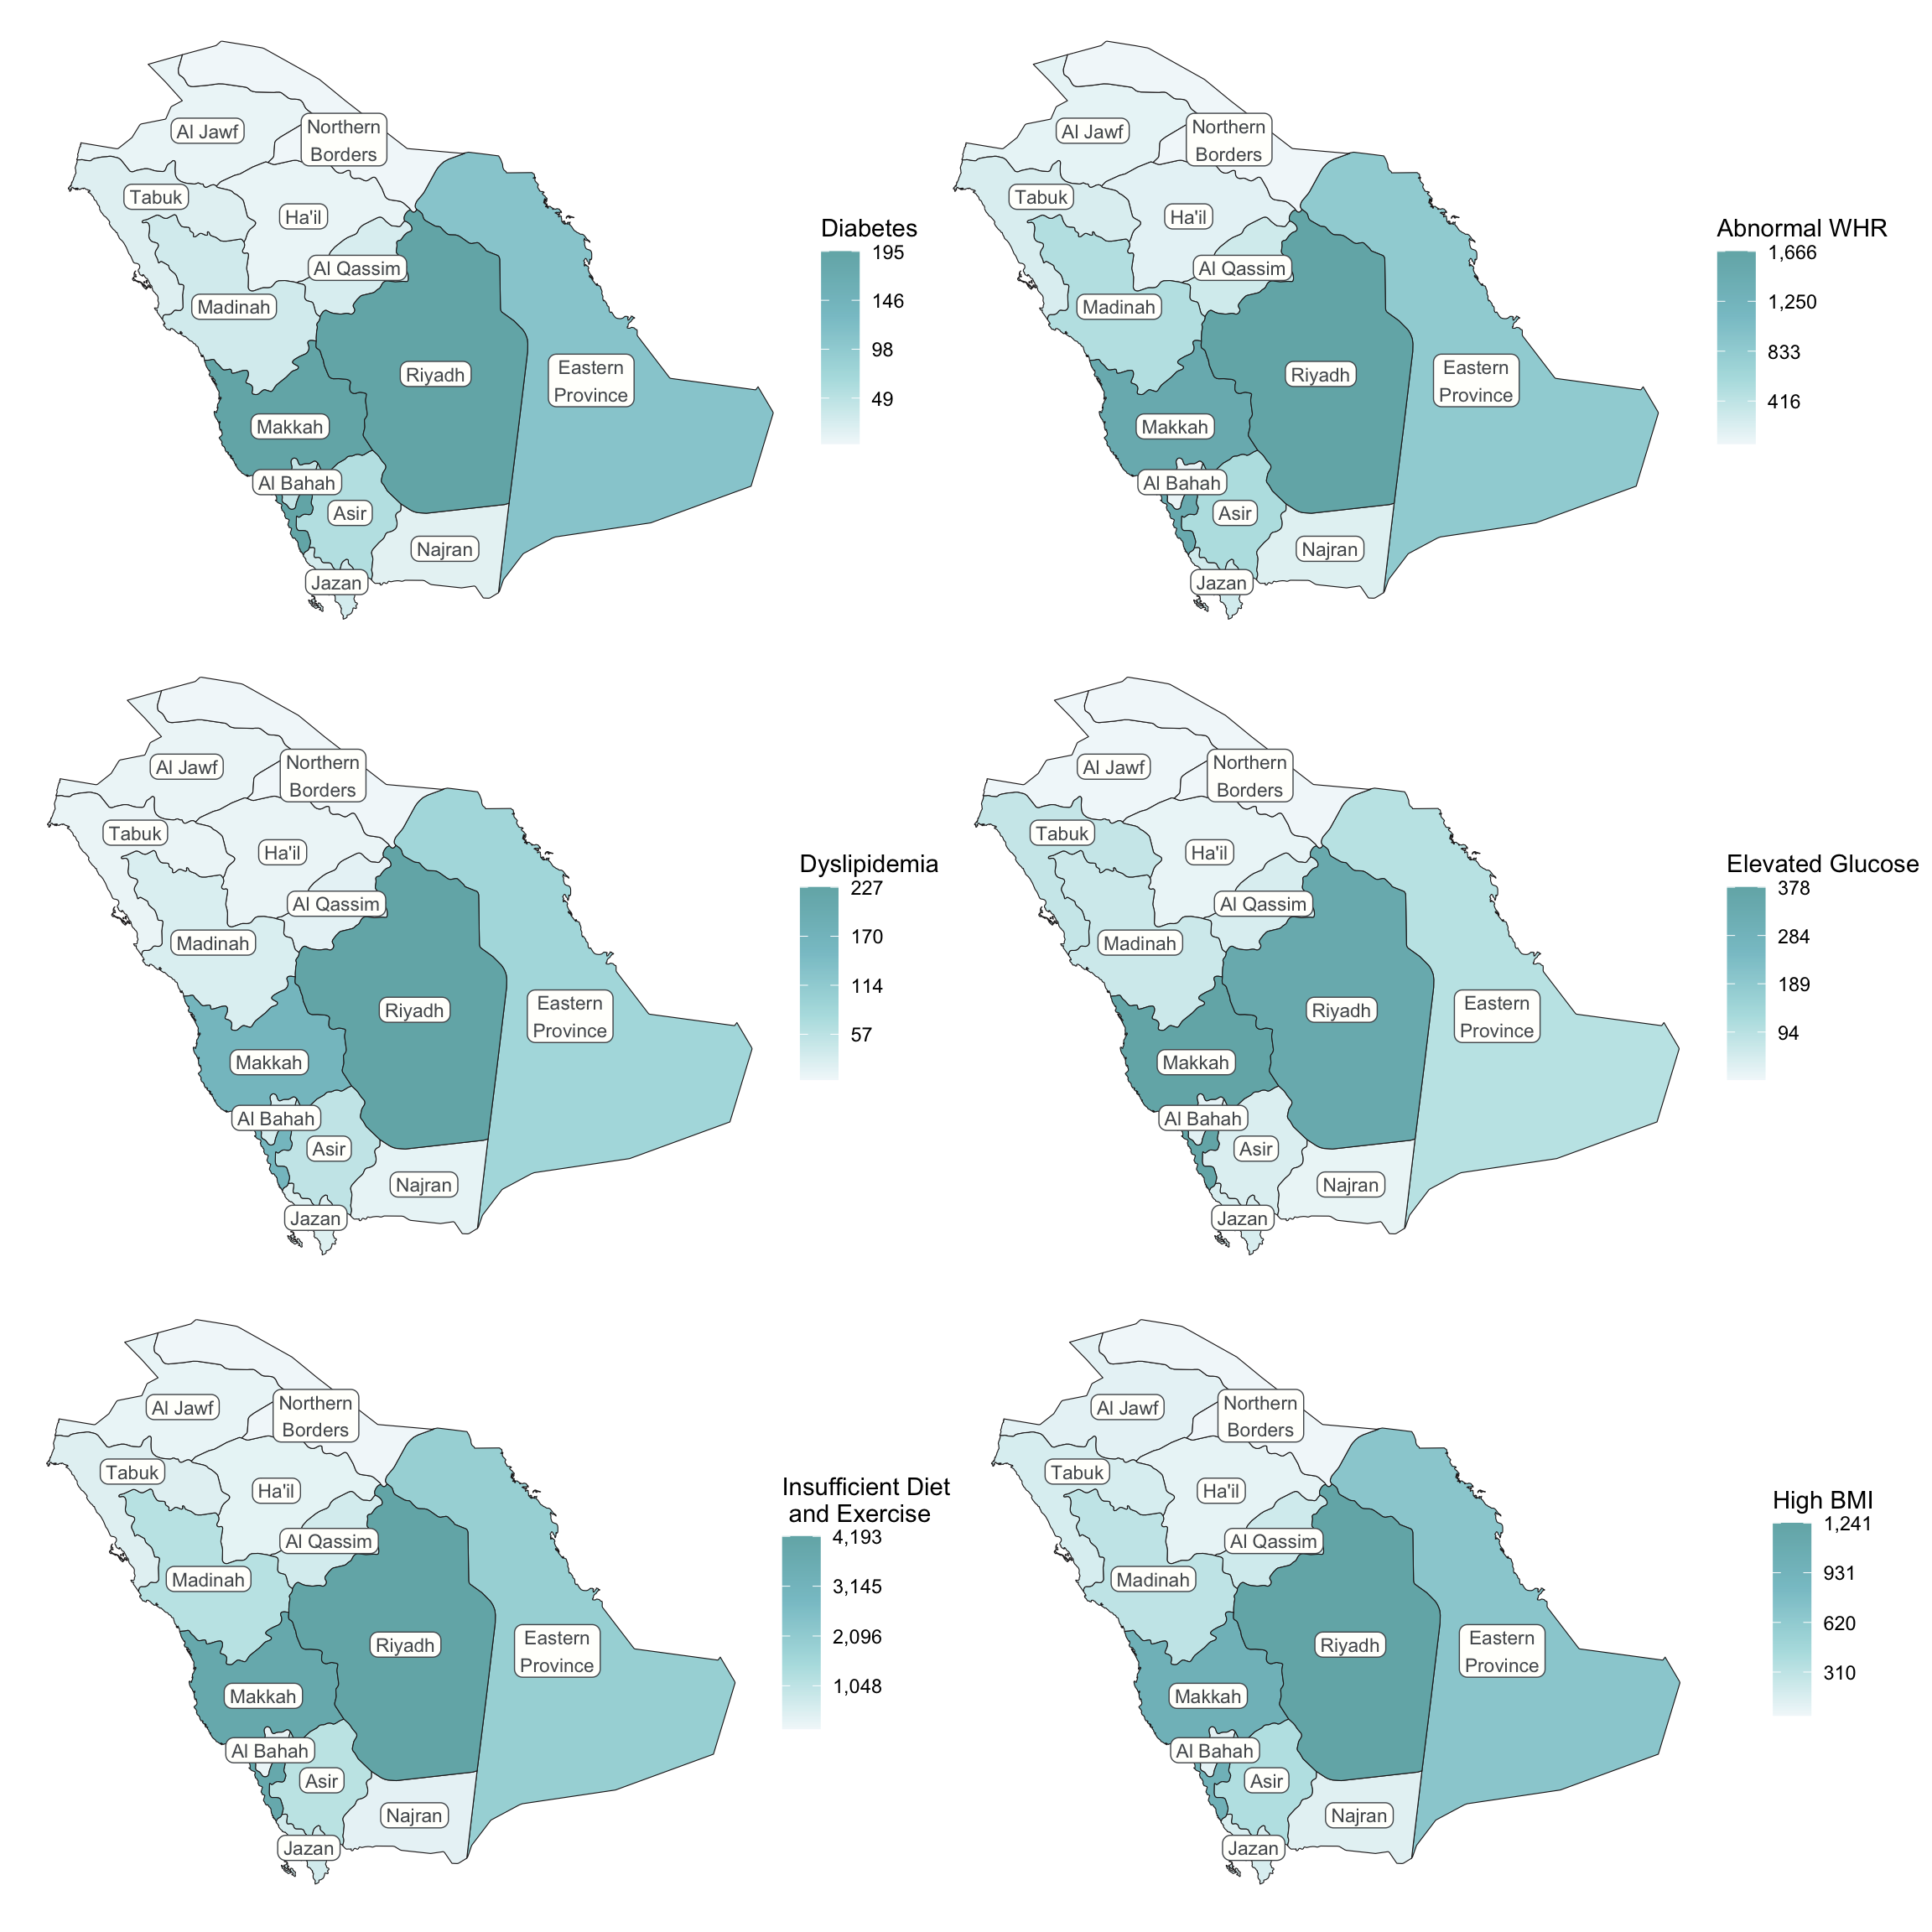 Northern
Al Jawf
Borders
Tabuk
Ha'il
Al Qassim
Madinah
Riyadh
Eastern
Province
Makkah
Al Bahah
Asir
Najran
Jazan
Diabetes
195
146
98
49
Northern
Al Jawf
Borders
Tabuk
Ha'il
Al Qassim
Madinah
Riyadh
Eastern
Province
Makkah
Al Bahah
Asir
Najran
Jazan
Abnormal WHR
1,666
1,250
833
416
Northern
Al Jawf
Borders
Tabuk
Ha'il
Al Qassim
Madinah
Riyadh
Eastern
Province
Makkah
Al Bahah
Asir
Najran
Jazan
Dyslipidemia
227
170
114
57
Northern
Al Jawf
Borders
Tabuk
Ha'il
Al Qassim
Madinah
Riyadh
Eastern
Province
Makkah
Al Bahah
Asir
Najran
Jazan
Elevated Glucose
378
284
189
94
Northern
Al Jawf
Borders
Tabuk
Ha'il
Al Qassim
Madinah
Riyadh
Eastern
Province
Makkah
Al Bahah
Asir
Najran
Jazan
Insufficient Diet
and Exercise
4,193
3,145
2,096
1,048
Northern
Al Jawf
Borders
Tabuk
Ha'il
Al Qassim
Madinah
Riyadh
Eastern
Province
Makkah
Al Bahah
Asir
Najran
Jazan
High BMI
1,241
931
620
310